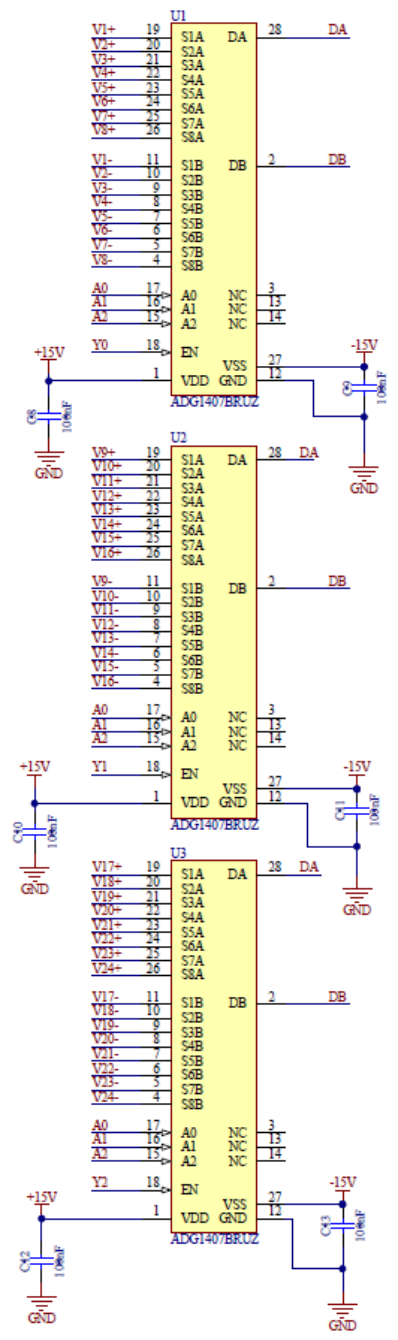 U1
V1+ 19 S1A DA 28 DA
V2+ 20 S2A
V3+ 21 S3A
V4+ 22 S4A
V5+ 23 S5A
V6+ 24 S6A
V7+ 25 S7A
V8+ 26 S8A
V1- 11 S1B DB 2 DB
V2- 10 S2B
V3- 9 S3B
V4- 8 S4B
V5- 7 S5B
V6- 6 S6B
V7- 5 S7B
V8- 4 S8B
A0 17 A0 NC 3
A1 16 A1 NC 13
A2 15 A2 NC 14
Y0 18 EN
+15V VSS 27 -15V
1 VDD GND 12
ADG1407BRUZ
C8 100nF
C9 100nF
GND
GND
U2
V9+ 19 S1A DA 28 DA
V10+ 20 S2A
V11+ 21 S3A
V12+ 22 S4A
V13+ 23 S5A
V14+ 24 S6A
V15+ 25 S7A
V16+ 26 S8A
V9- 11 S1B DB 2 DB
V10- 10 S2B
V11- 9 S3B
V12- 8 S4B
V13- 7 S5B
V14- 6 S6B
V15- 5 S7B
V16- 4 S8B
A0 17 A0 NC 3
A1 16 A1 NC 13
A2 15 A2 NC 14
Y1 18 EN
+15V VSS 27 -15V
1 VDD GND 12
ADG1407BRUZ
C10 100nF
C11 100nF
GND
GND
U3
V17+ 19 S1A DA 28 DA
V18+ 20 S2A
V19+ 21 S3A
V20+ 22 S4A
V21+ 23 S5A
V22+ 24 S6A
V23+ 25 S7A
V24+ 26 S8A
V17- 11 S1B DB 2 DB
V18- 10 S2B
V19- 9 S3B
V20- 8 S4B
V21- 7 S5B
V22- 6 S6B
V23- 5 S7B
V24- 4 S8B
A0 17 A0 NC 3
A1 16 A1 NC 13
A2 15 A2 NC 14
Y2 18 EN
+15V VSS 27 -15V
1 VDD GND 12
ADG1407BRUZ
C12 100nF
C13 100nF
GND
GND